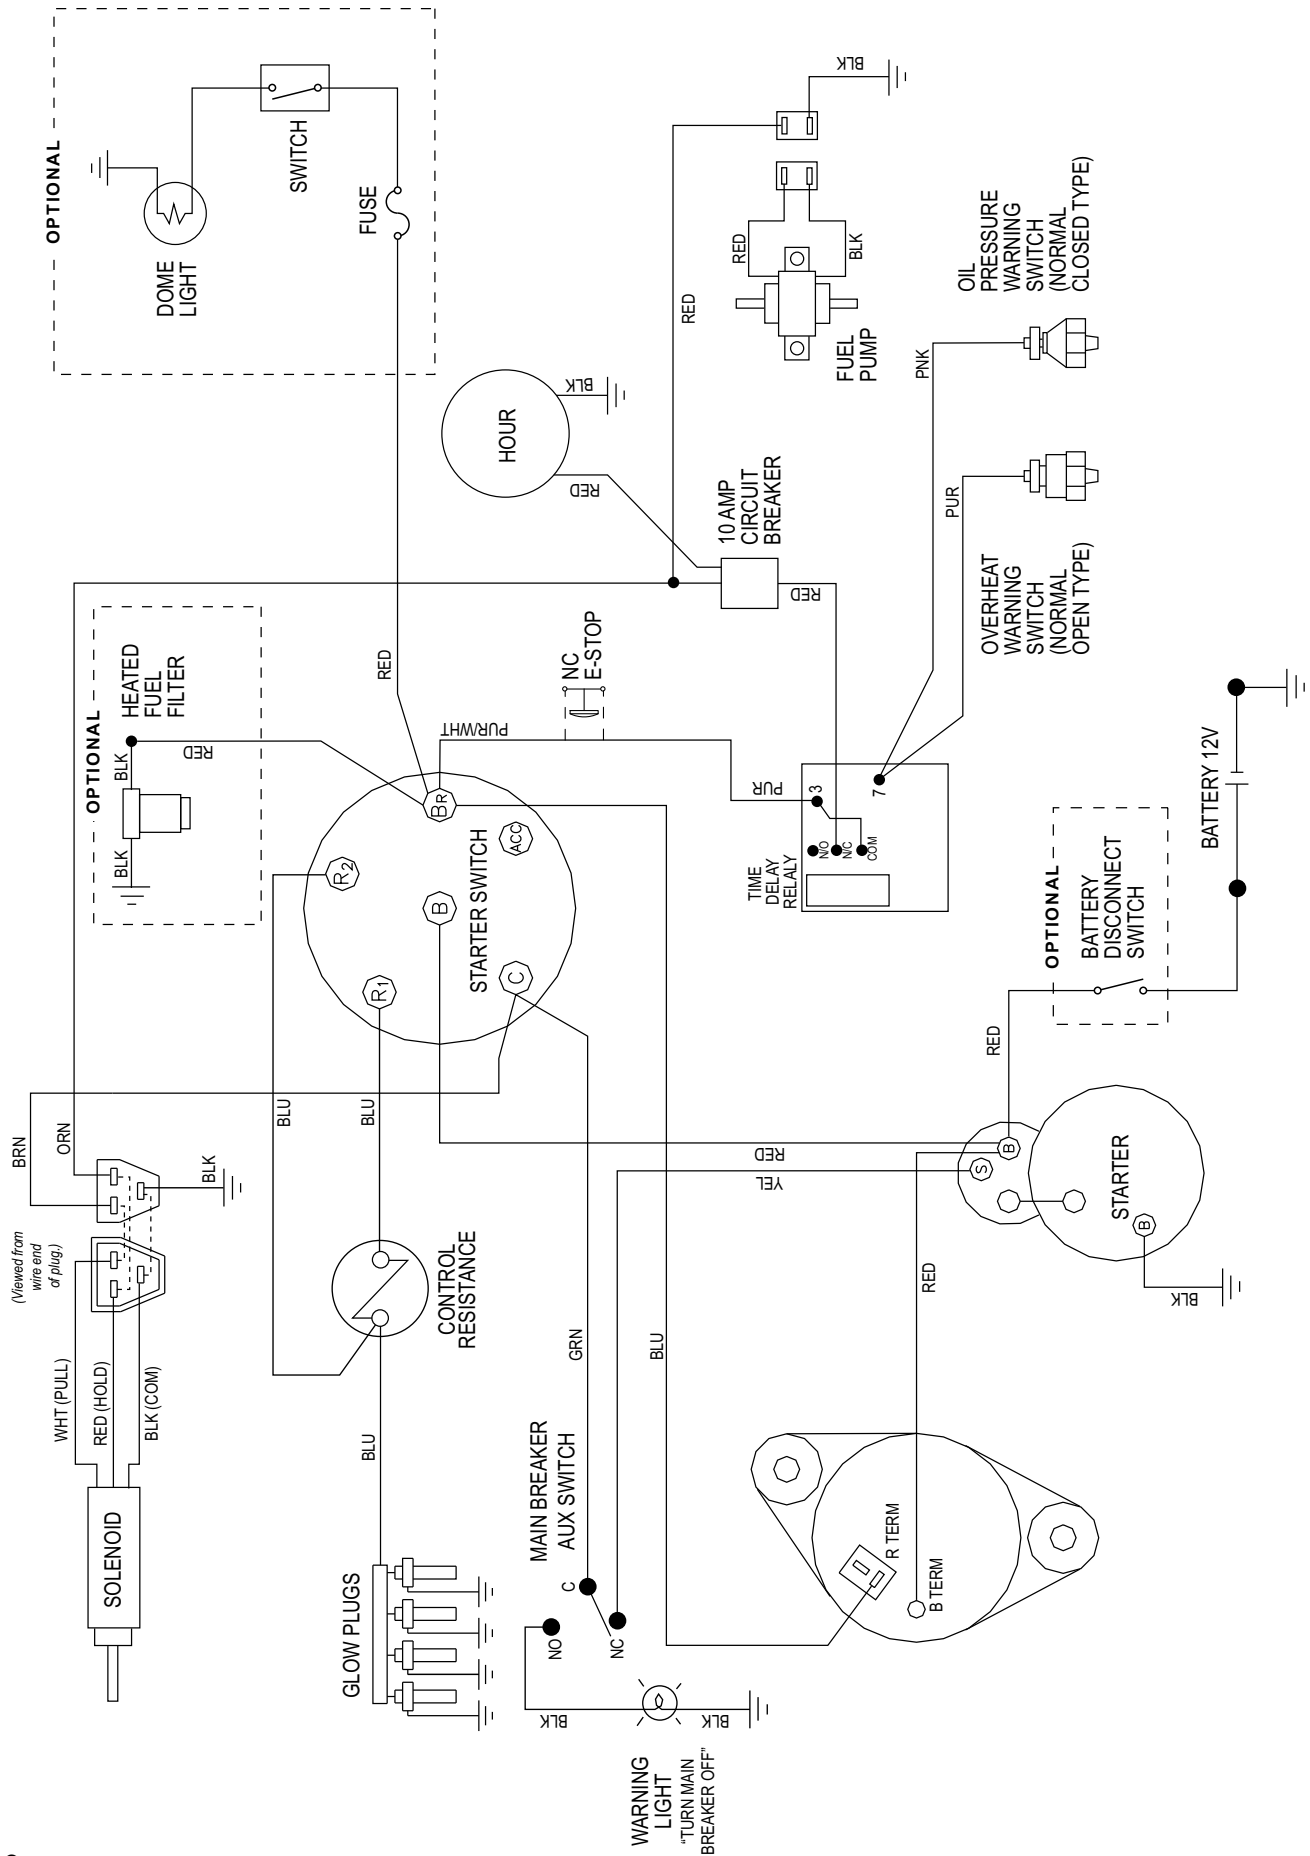 OPTIONAL
DOME
LIGHT
SWITCH
FUSE
RED
BLK
RED
RED
BLK
FUEL
PUMP
OIL
PRESSURE
WARNING
SWITCH
(NORMAL
CLOSED TYPE)
PNK
PUR
OVERHEAT
WARNING
SWITCH
(NORMAL
OPEN TYPE)
HOUR
BLK
RED
10 AMP
CIRCUIT
BREAKER
RED
OPTIONAL
HEATED
FUEL
FILTER
BLK
BLK
RED
NC
E-STOP
PUR/WHT
PUR
3
7
N/O
N/C
COM
TIME
DELAY
RELALY
STARTER SWITCH
BR
R2
B
ACC
R1
C
BATTERY 12V
OPTIONAL
BATTERY
DISCONNECT
SWITCH
RED
BRN
ORN
BLK
BLU
BLU
(Viewed from
wire end
of plug.)
WHT (PULL)
RED (HOLD)
BLK (COM)
SOLENOID
CONTROL
RESISTANCE
BLU
GLOW PLUGS
RED
YEL
S
B
B
STARTER
BLK
RED
GRN
BLU
MAIN BREAKER
AUX SWITCH
C
NO
NC
R TERM
B TERM
BLK
BLK
WARNING
LIGHT
"TURN MAIN
BREAKER OFF"